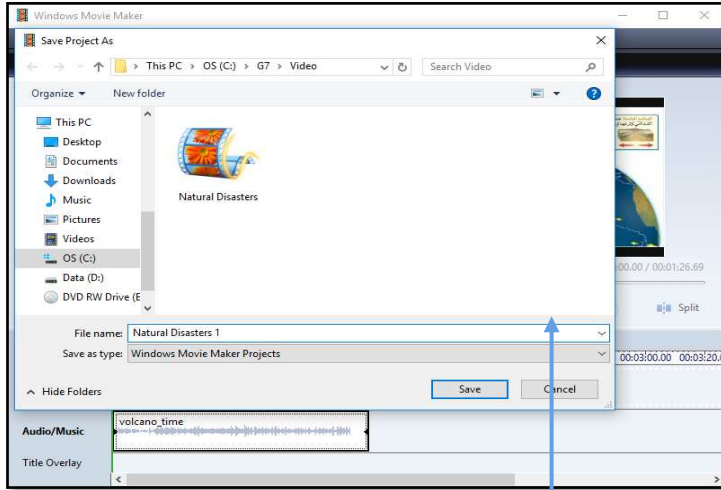 Windows Movie Maker
Save Project As
This PC > OS (C:) > G7 > Video
Search Video
Organize
New folder
This PC
Desktop
Documents
Downloads
Music
Pictures
Videos
OS (C:)
Data (D:)
DVD RW Drive (E
Natural Disasters
00.00 / 00:01:26.69
Split
File name: Natural Disasters 1
Save as type: Windows Movie Maker Projects
00:03:00.00 00:03:20.
Hide Folders
Save
Cancel
Audio/Music
volcano_time
Title Overlay